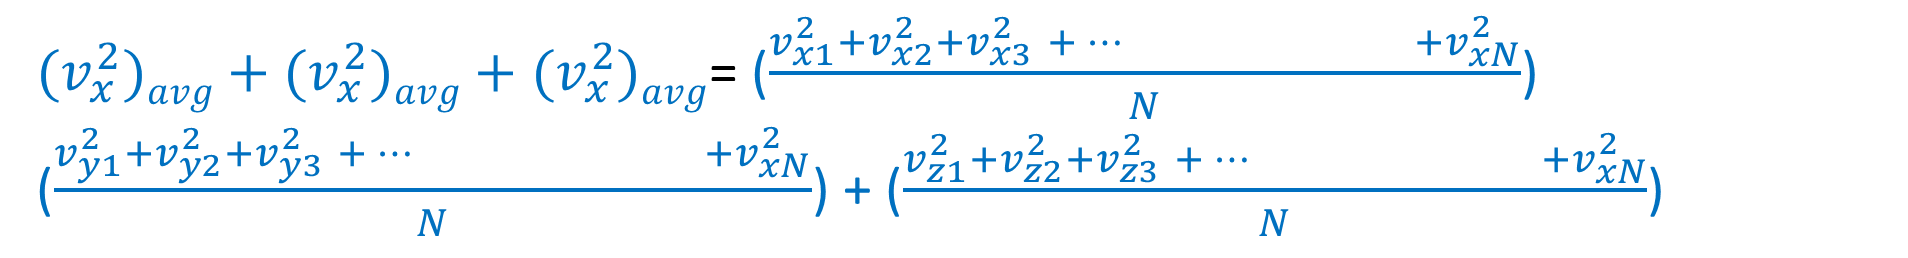 (v_x^2)_avg + (v_x^2)_avg + (v_x^2)_avg = ((v_x1^2+v_x2^2+v_x3^2 + ⋯ +v_xN^2)/N)
((v_y1^2+v_y2^2+v_y3^2 + ⋯ +v_xN^2)/N) + ((v_z1^2+v_z2^2+v_z3^2 + ⋯ +v_xN^2)/N)